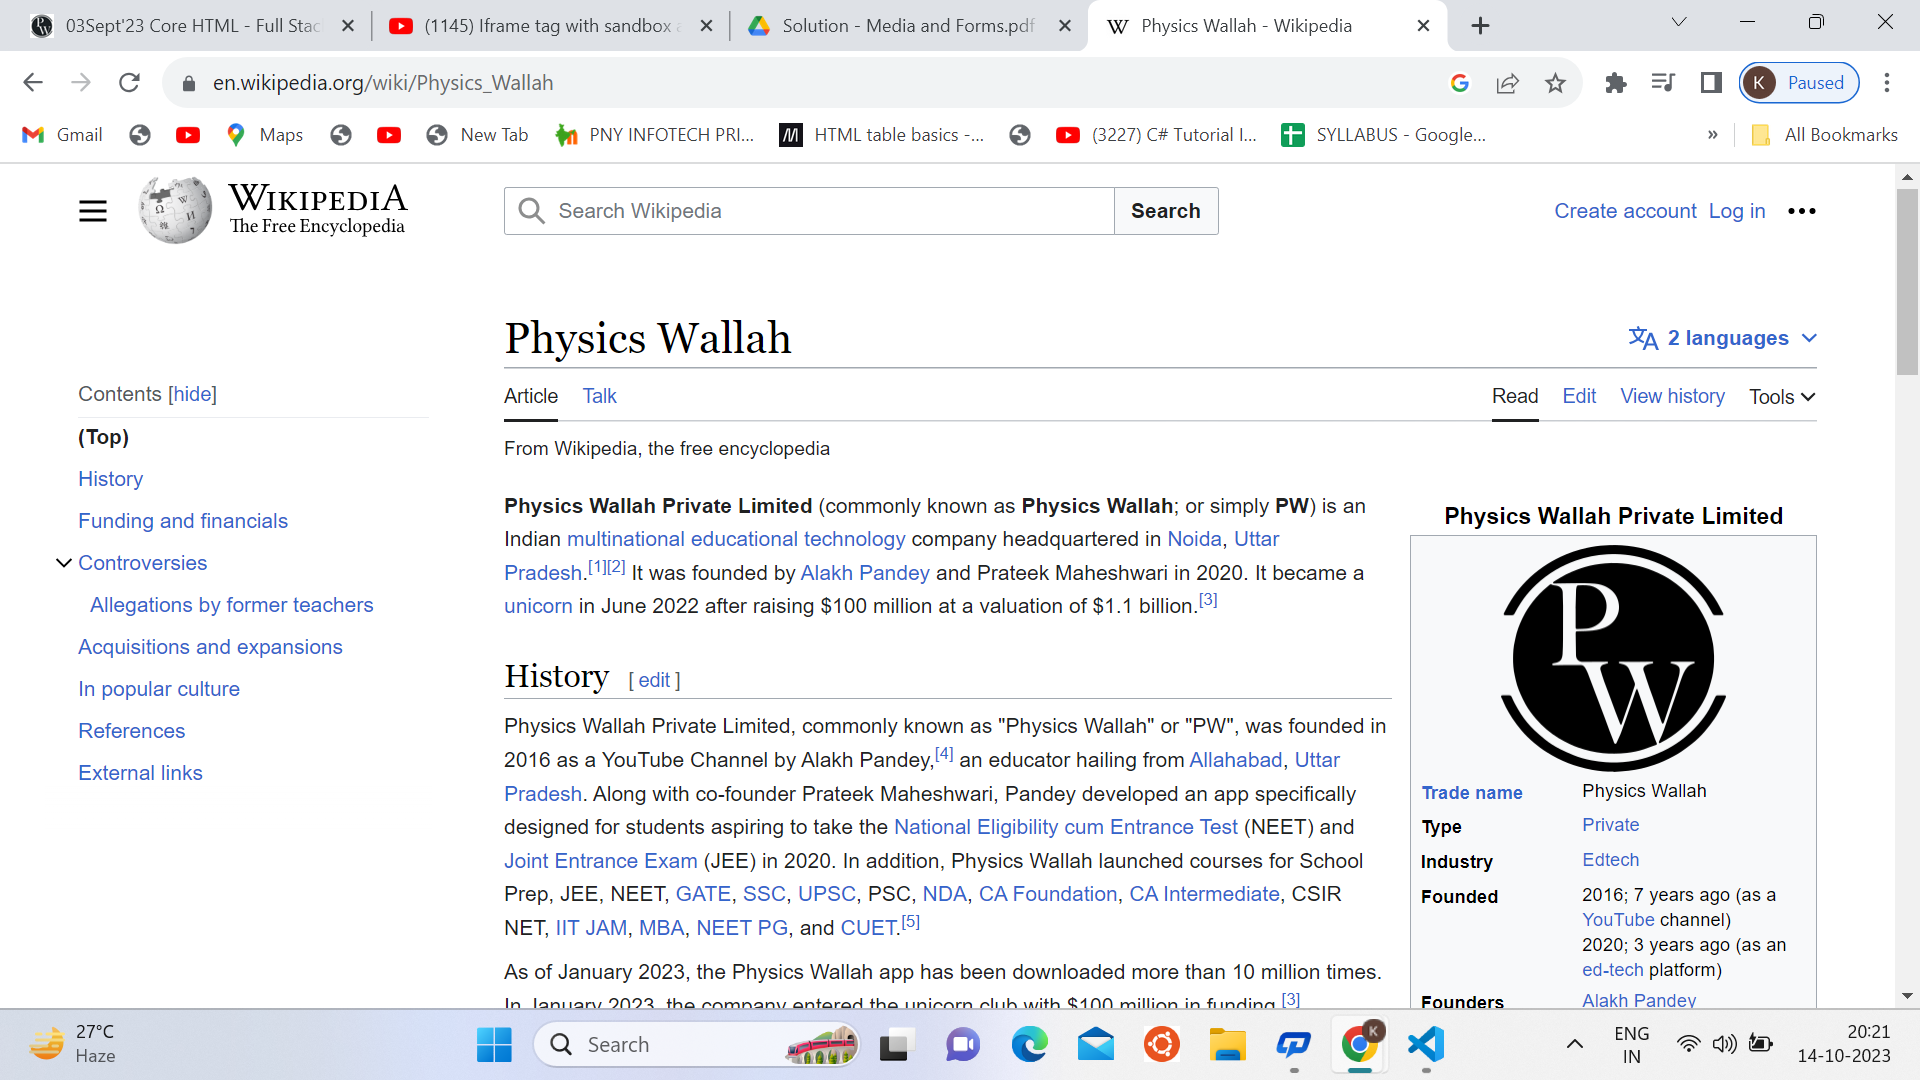 03Sept'23 Core HTML - Full Stac
(1145) Iframe tag with sandbox a
Solution - Media and Forms.pdf
Physics Wallah - Wikipedia
en.wikipedia.org/wiki/Physics_Wallah
K Paused
Gmail
Maps
New Tab
PNY INFOTECH PRI...
HTML table basics -...
(3227) C# Tutorial I...
SYLLABUS - Google...
»
All Bookmarks
WIKIPEDIA
The Free Encyclopedia
Search Wikipedia
Search
Create account Log in
Physics Wallah
2 languages
Contents [hide]
(Top)
History
Funding and financials
Controversies
Allegations by former teachers
Acquisitions and expansions
In popular culture
References
External links
Article Talk
Read Edit View history Tools
From Wikipedia, the free encyclopedia
Physics Wallah Private Limited (commonly known as Physics Wallah; or simply PW) is an
Indian multinational educational technology company headquartered in Noida, Uttar
Pradesh.[1][2] It was founded by Alakh Pandey and Prateek Maheshwari in 2020. It became a
unicorn in June 2022 after raising $100 million at a valuation of $1.1 billion.[3]
History [ edit ]
Physics Wallah Private Limited, commonly known as "Physics Wallah" or "PW", was founded in
2016 as a YouTube Channel by Alakh Pandey,[4] an educator hailing from Allahabad, Uttar
Pradesh. Along with co-founder Prateek Maheshwari, Pandey developed an app specifically
designed for students aspiring to take the National Eligibility cum Entrance Test (NEET) and
Joint Entrance Exam (JEE) in 2020. In addition, Physics Wallah launched courses for School
Prep, JEE, NEET, GATE, SSC, UPSC, PSC, NDA, CA Foundation, CA Intermediate, CSIR
NET, IIT JAM, MBA, NEET PG, and CUET.[5]
As of January 2023, the Physics Wallah app has been downloaded more than 10 million times.
In January 2023, the company entered the unicorn club with $100 million in funding.[3]
Physics Wallah Private Limited
PW
Trade name Physics Wallah
Type Private
Industry Edtech
Founded 2016; 7 years ago (as a
YouTube channel)
2020; 3 years ago (as an
ed-tech platform)
Founders Alakh Pandey
27°C
Haze
Search
K
ENG
IN
20:21
14-10-2023